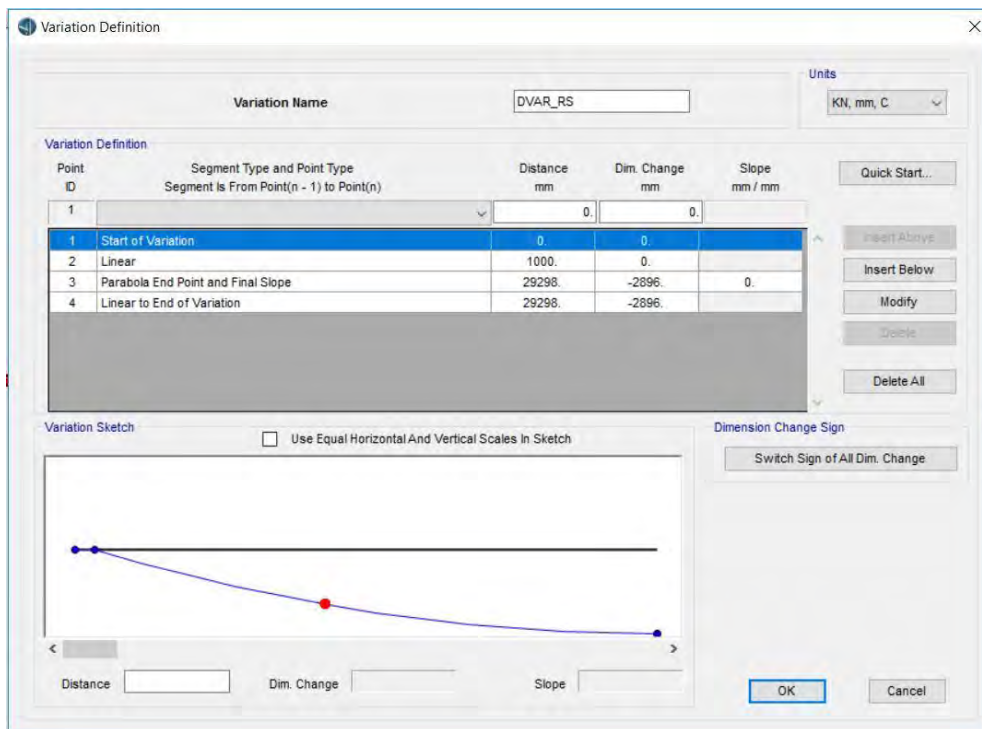 Variation Definition
Units
Variation Name DVAR_RS KN, mm, C
Variation Definition
Point Segment Type and Point Type Distance Dim. Change Slope
ID Segment Is From Point(n - 1) to Point(n) mm mm mm / mm
Quick Start...
1 0. 0.
1 Start of Variation 0. 0.
Insert Above
2 Linear 1000. 0.
Insert Below
3 Parabola End Point and Final Slope 29298. -2896. 0.
4 Linear to End of Variation 29298. -2896.
Modify
Delete
Delete All
Variation Sketch
Use Equal Horizontal And Vertical Scales In Sketch
Dimension Change Sign
Switch Sign of All Dim. Change
Distance Dim. Change Slope
OK Cancel